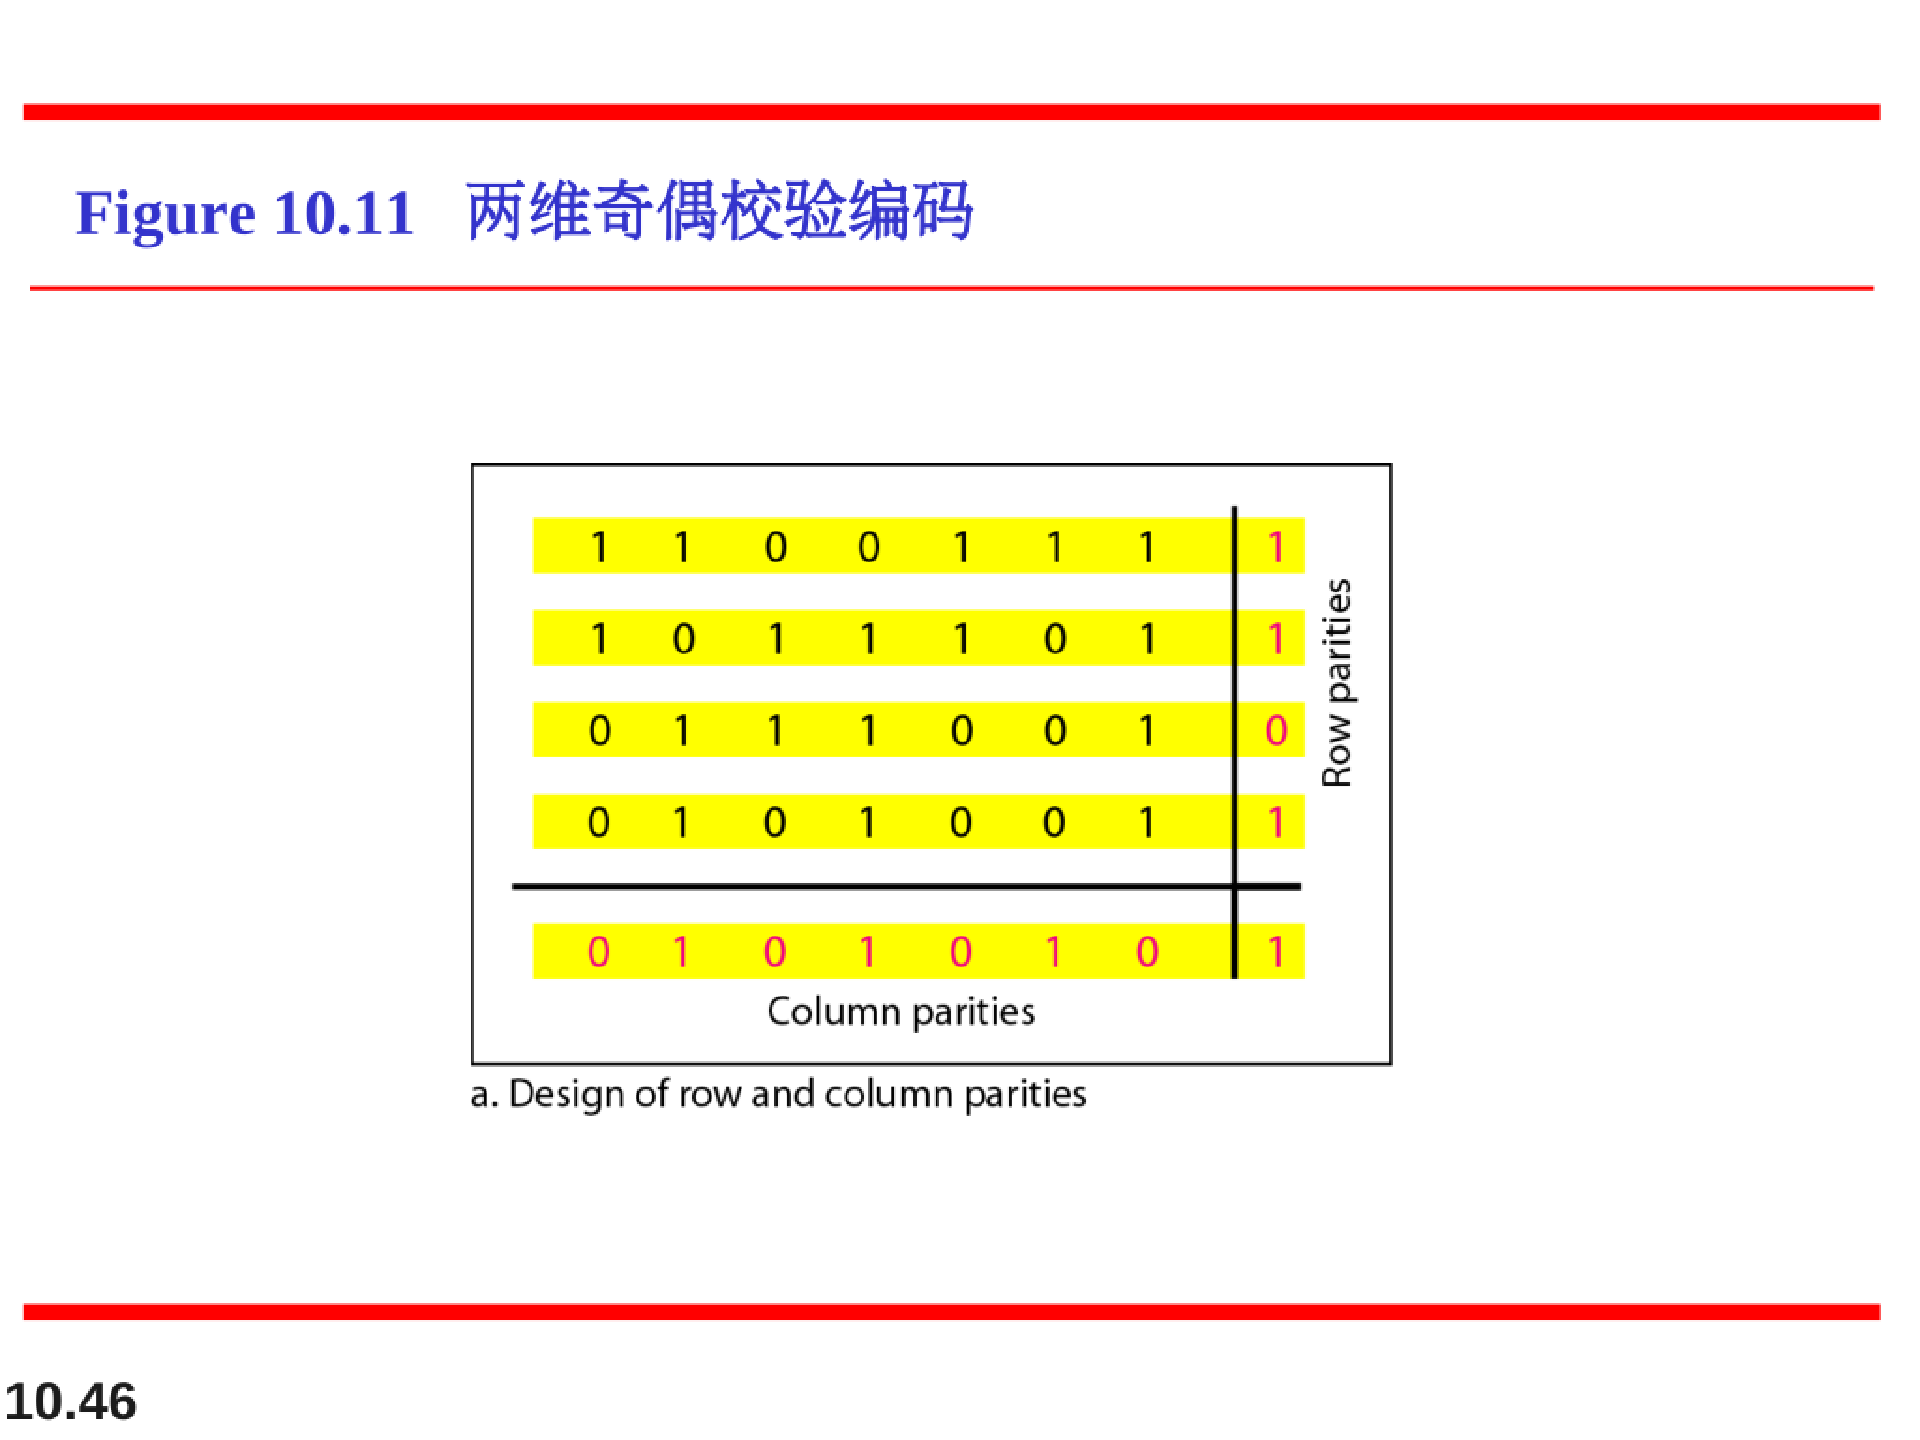 Figure 10.11 两维奇偶校验编码
1 1 0 0 1 1 1 1
1 0 1 1 1 0 1 1
0 1 1 1 0 0 1 0
0 1 0 1 0 0 1 1
Row parities
0 1 0 1 0 1 0 1
Column parities
a. Design of row and column parities
10.46